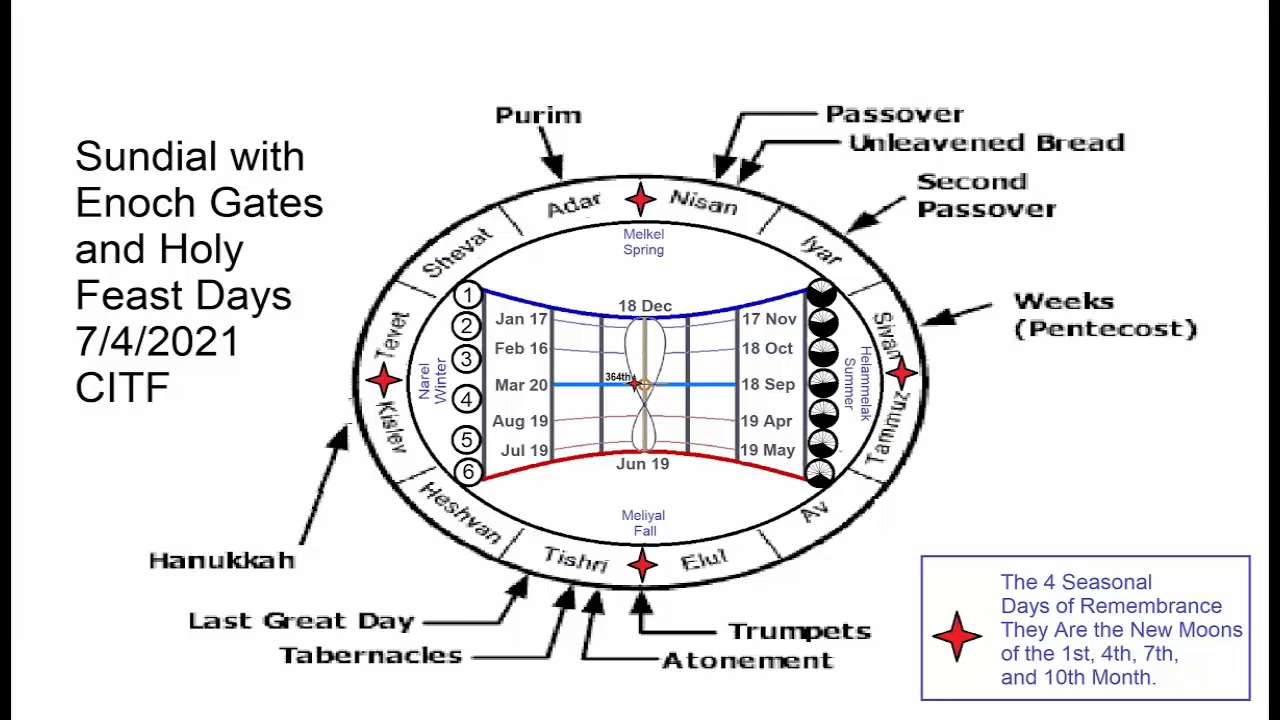 Sundial with
Enoch Gates
and Holy
Feast Days
7/4/2021
CITF
Purim
Passover
Unleavened Bread
Second
Passover
Weeks
(Pentecost)
Adar
Nisan
Shevat
Iyar
Tevet
Sivan
Kislev
Tammuz
Heshvan
Av
Tishri
Elul
Melkel
Spring
Narel
Winter
Helammelak
Summer
Meliyal
Fall
1
2
3
4
5
6
18 Dec
Jan 17
17 Nov
Feb 16
18 Oct
364th
Mar 20
18 Sep
Aug 19
19 Apr
Jul 19
19 May
Jun 19
Hanukkah
Last Great Day
Tabernacles
Trumpets
Atonement
The 4 Seasonal
Days of Remembrance
They Are the New Moons
of the 1st, 4th, 7th,
and 10th Month.